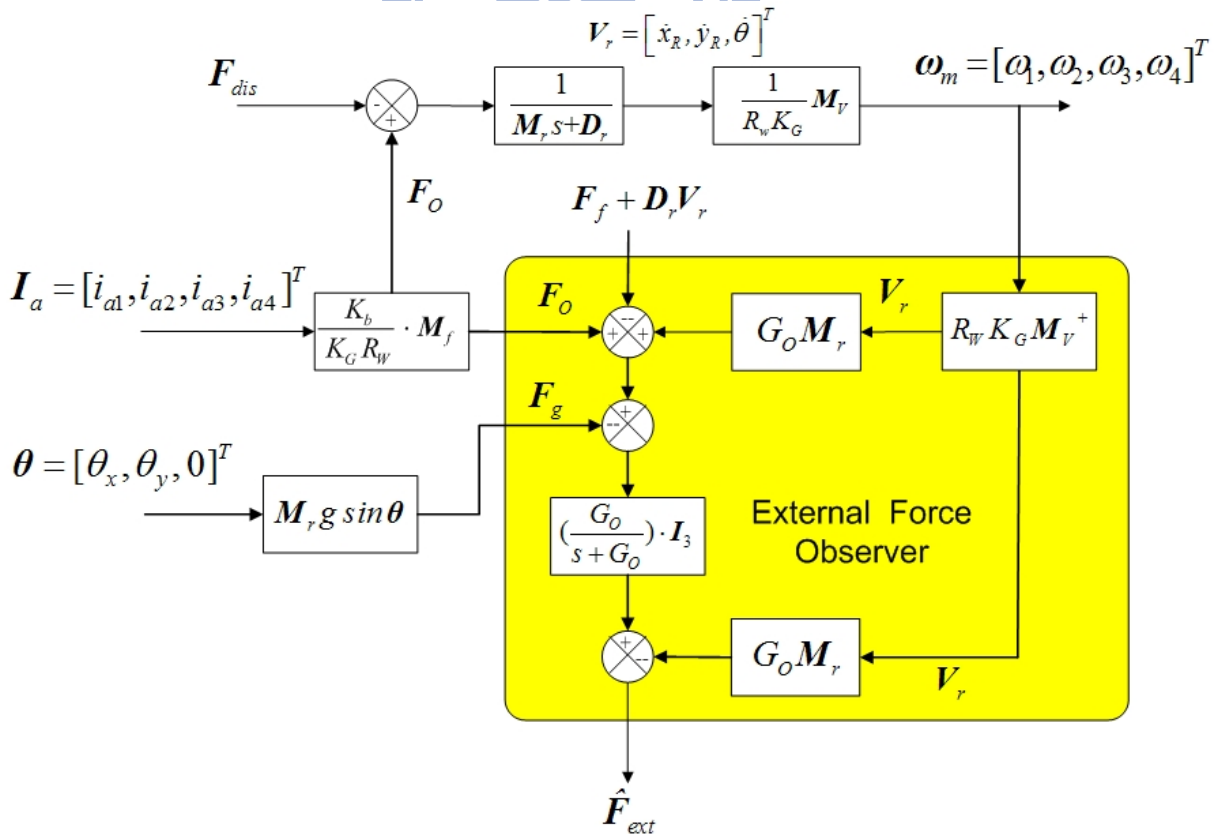 V_r = [ẋ_R, ẏ_R, θ̇]^T
F_dis
ω_m = [ω_1, ω_2, ω_3, ω_4]^T
-
+
1 / (M_r s+D_r)
1 / (R_w K_G) M_V
F_O
F_f + D_r V_r
I_a = [i_a1, i_a2, i_a3, i_a4]^T
K_b / (K_G R_W) · M_f
F_O
--
+
+
G_O M_r
V_r
R_W K_G M_V^+
F_g
+
--
θ = [θ_x, θ_y, 0]^T
M_r g sin θ
(G_O / (s + G_O)) · I_3
External Force
Observer
+
--
G_O M_r
V_r
F̂_ext